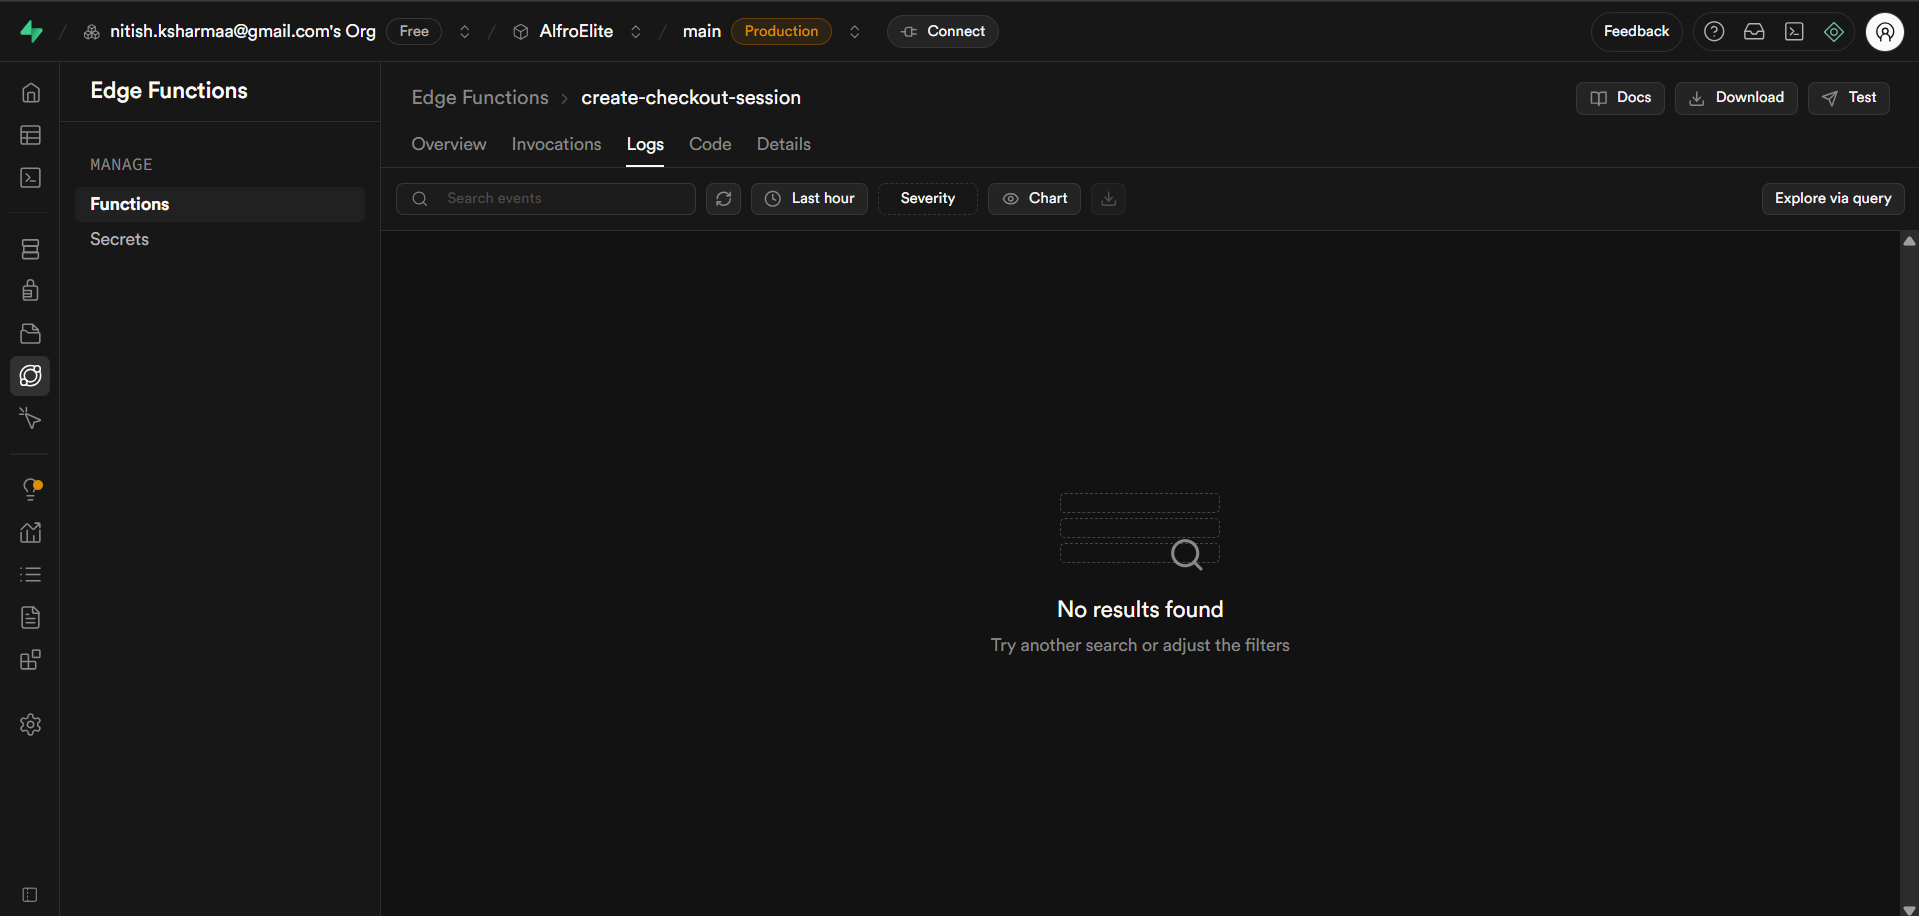 nitish.ksharmaa@gmail.com's Org Free AlfroElite main Production Connect Feedback
Edge Functions
MANAGE
Functions
Secrets
Edge Functions > create-checkout-session Docs Download Test
Overview Invocations Logs Code Details
Search events Last hour Severity Chart Explore via query
No results found
Try another search or adjust the filters